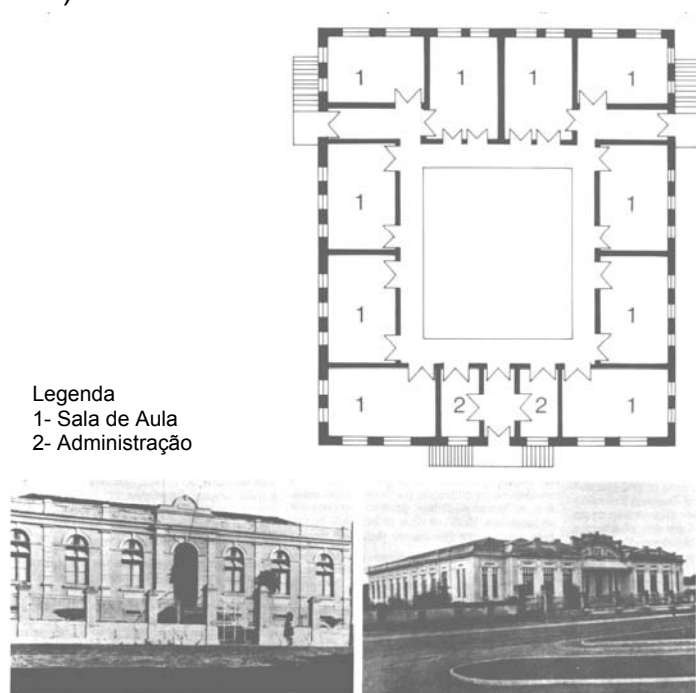 1 1 1 1
1 1
1 1
1 2 2 1
Legenda
1- Sala de Aula
2- Administração